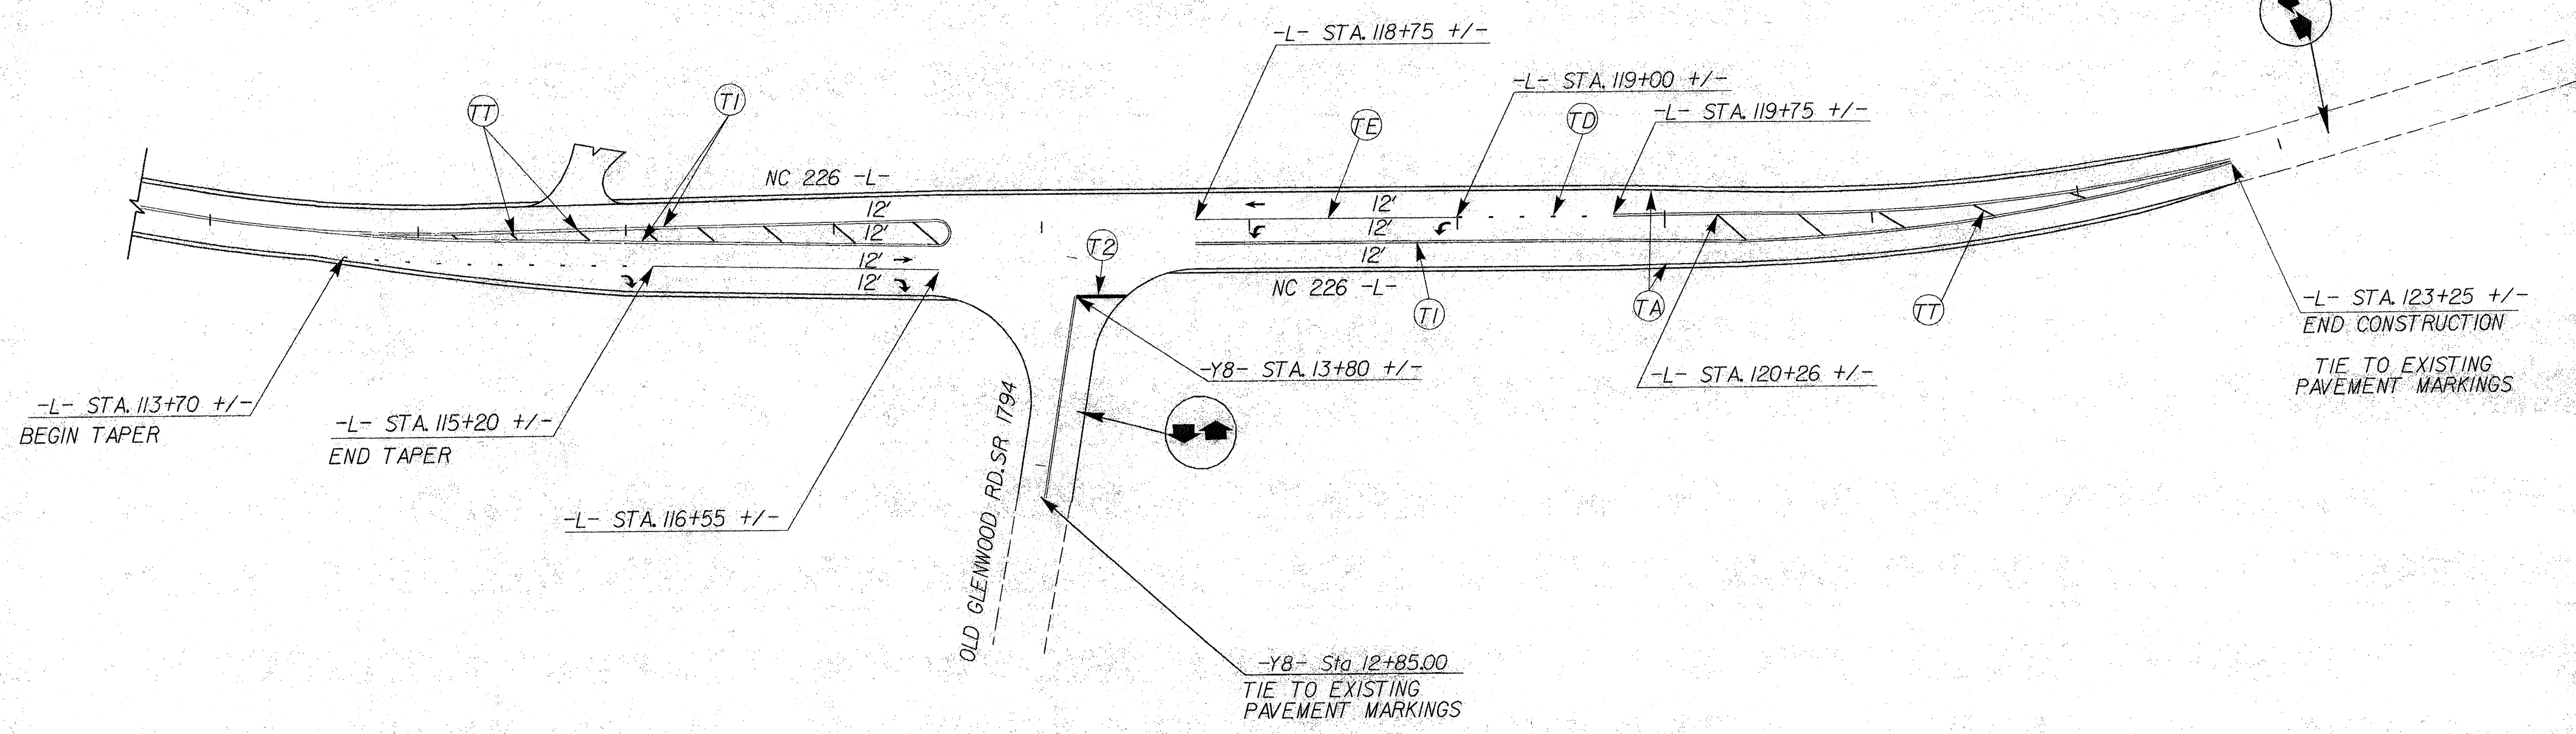 -L- STA. 118+75 +/-
-L- STA. 119+00 +/-
-L- STA. 119+75 +/-
TT
T1
TE
TD
NC 226 -L-
12'
12'
12'
12'
12'
12'
12'
T2
NC 226 -L-
T1
TA
TT
-L- STA. 123+25 +/-
END CONSTRUCTION
TIE TO EXISTING
PAVEMENT MARKINGS
-Y8- STA. 13+80 +/-
-L- STA. 120+26 +/-
-L- STA. 113+70 +/-
BEGIN TAPER
-L- STA. 115+20 +/-
END TAPER
-L- STA. 116+55 +/-
OLD GLENWOOD RD. SR 1794
-Y8- Sta 12+85.00
TIE TO EXISTING
PAVEMENT MARKINGS